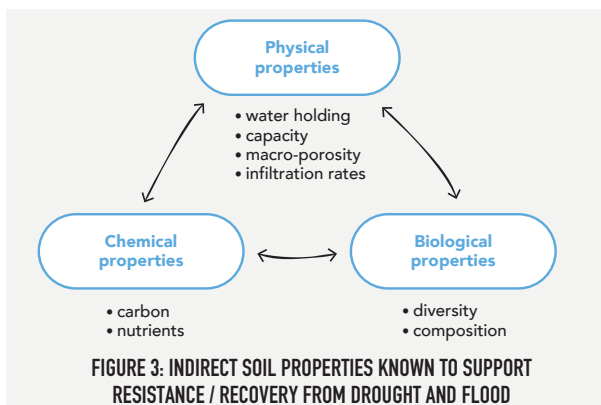 Physical
properties
• water holding
• capacity
• macro-porosity
• infiltration rates
Chemical
properties
Biological
properties
• carbon
• nutrients
• diversity
• composition
FIGURE 3: INDIRECT SOIL PROPERTIES KNOWN TO SUPPORT
RESISTANCE / RECOVERY FROM DROUGHT AND FLOOD